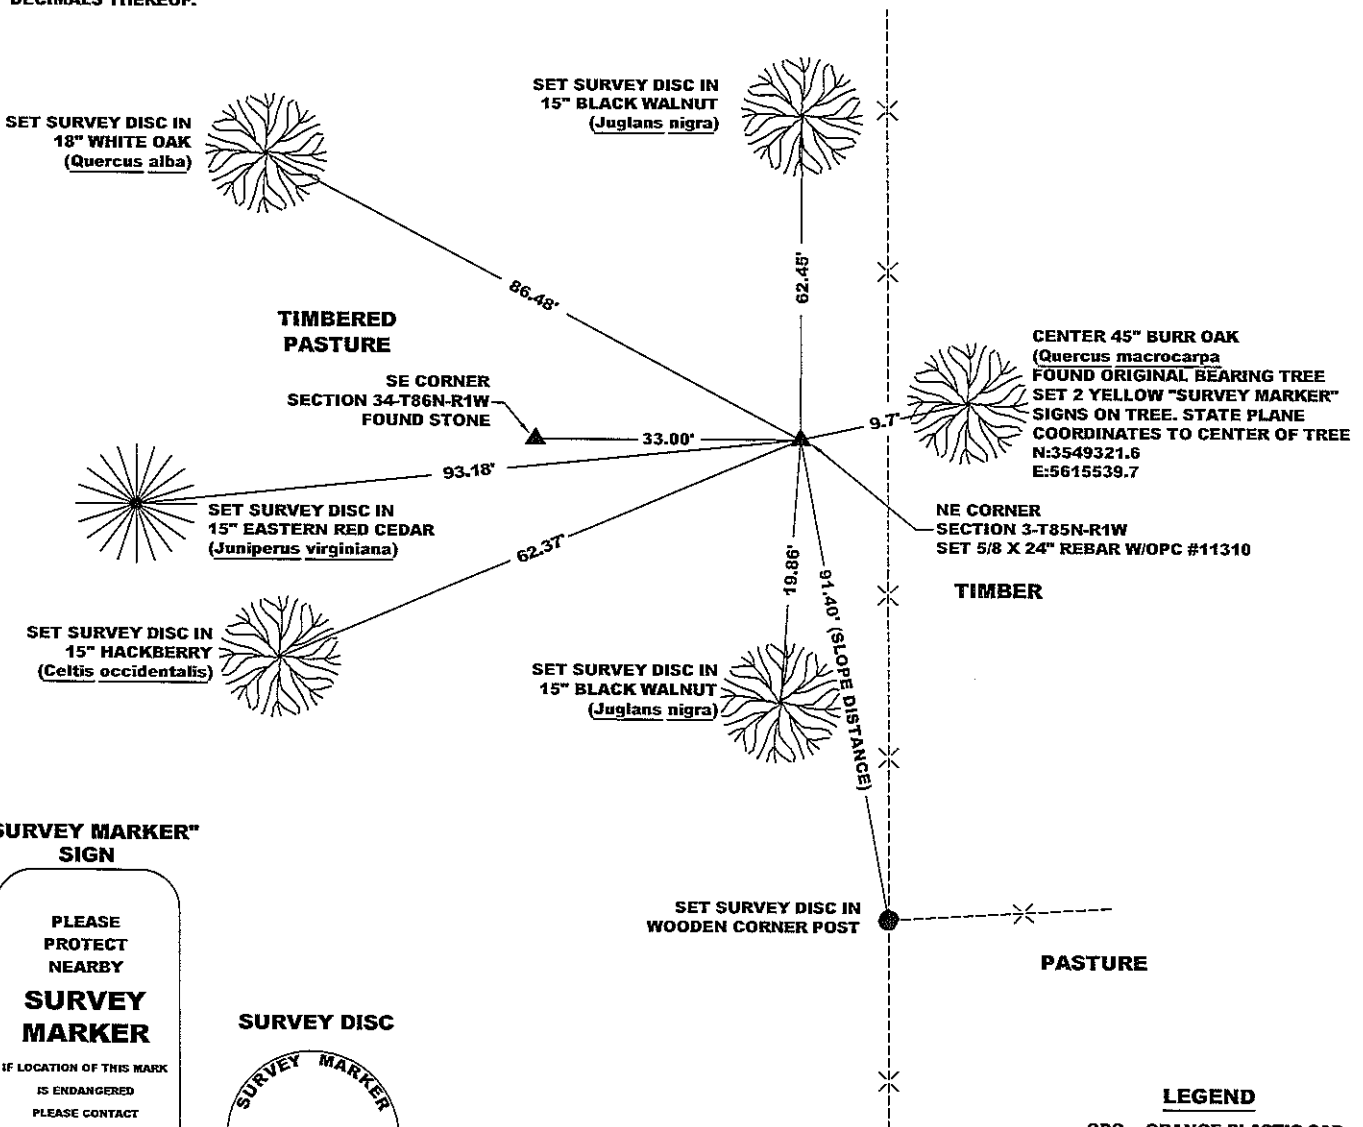 DECIMALS THEREOF.
SET SURVEY DISC IN
18" WHITE OAK
(Quercus alba)
SET SURVEY DISC IN
15" BLACK WALNUT
(Juglans nigra)
86.48'
62.45'
TIMBERED
PASTURE
SE CORNER
SECTION 34-T86N-R1W
FOUND STONE
33.00'
9.7'
CENTER 45" BURR OAK
(Quercus macrocarpa
FOUND ORIGINAL BEARING TREE
SET 2 YELLOW "SURVEY MARKER"
SIGNS ON TREE. STATE PLANE
COORDINATES TO CENTER OF TREE
N:3549321.6
E:5615539.7
93.18'
SET SURVEY DISC IN
15" EASTERN RED CEDAR
(Juniperus virginiana)
62.37'
NE CORNER
SECTION 3-T85N-R1W
SET 5/8 X 24" REBAR W/OPC #11310
TIMBER
19.86'
91.40' (SLOPE DISTANCE)
SET SURVEY DISC IN
15" HACKBERRY
(Celtis occidentalis)
SET SURVEY DISC IN
15" BLACK WALNUT
(Juglans nigra)
SET SURVEY DISC IN
WOODEN CORNER POST
PASTURE
SURVEY MARKER"
SIGN
PLEASE
PROTECT
NEARBY
SURVEY
MARKER
IF LOCATION OF THIS MARK
IS ENDANGERED
PLEASE CONTACT
SURVEY DISC
SURVEY MARKER
LEGEND
OPC - ORANGE PLASTIC CAP